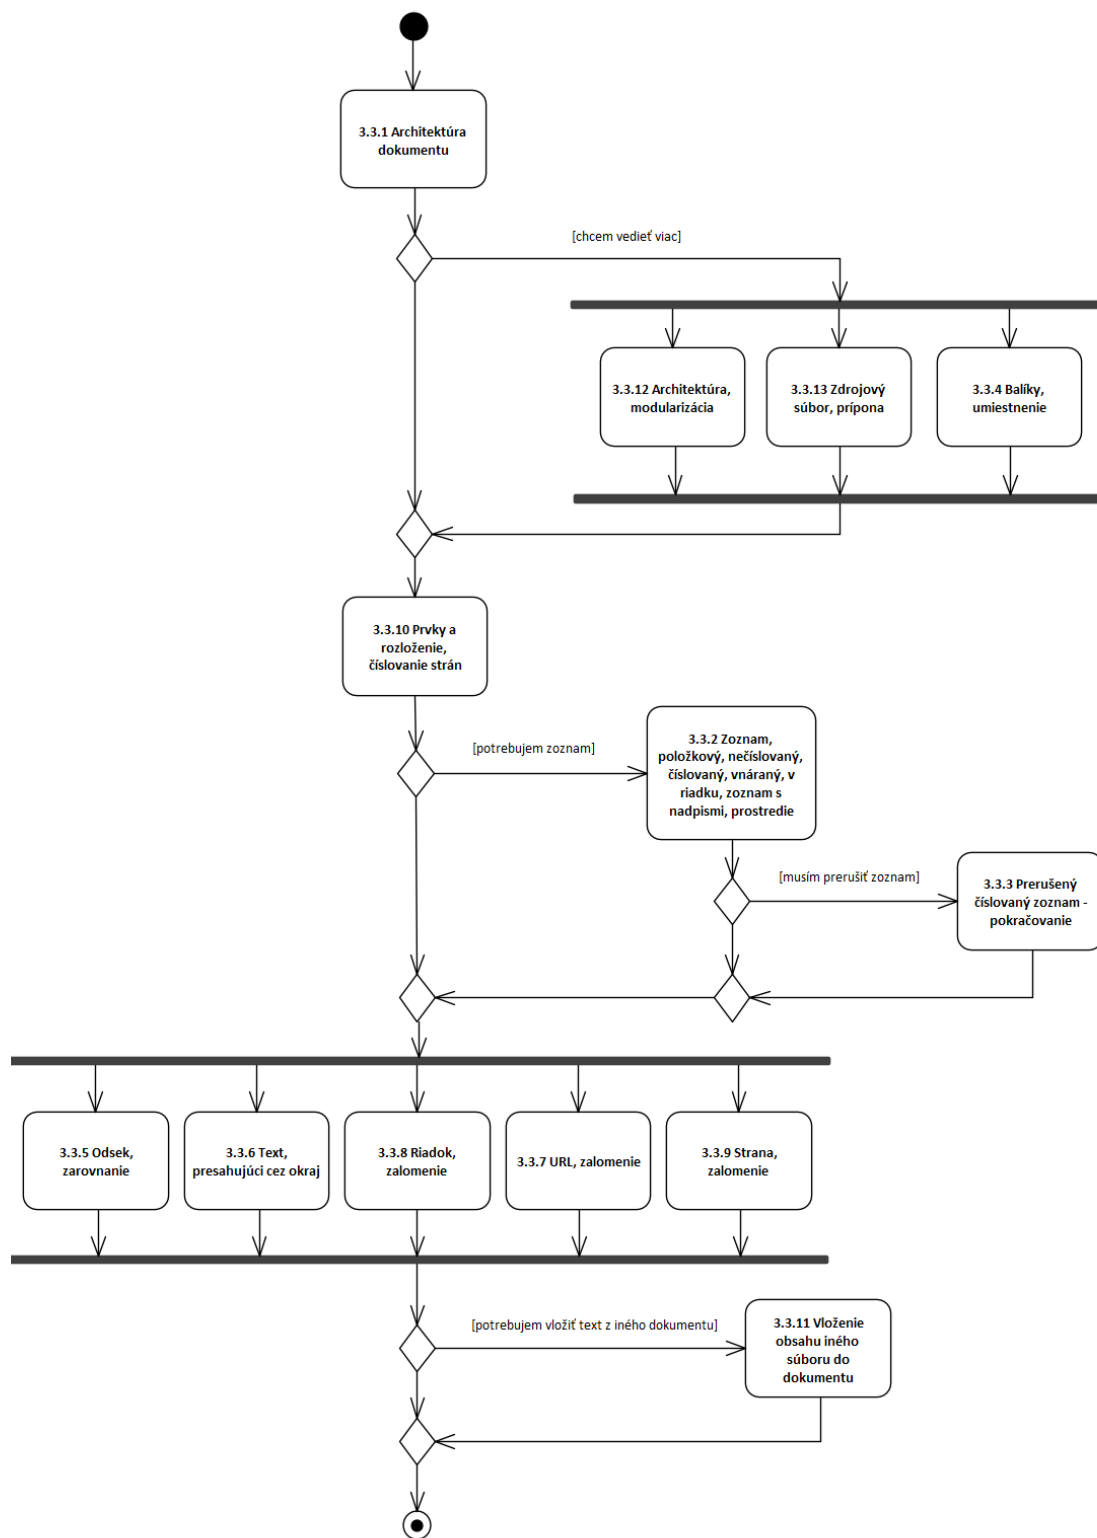 3.3.1 Architektúra
dokumentu
[chcem vedieť viac]
3.3.12 Architektúra,
modularizácia
3.3.13 Zdrojový
súbor, prípona
3.3.4 Balíky,
umiestnenie
3.3.10 Prvky a
rozloženie,
číslovanie strán
[potrebujem zoznam]
3.3.2 Zoznam,
položkový, nečíslovaný,
číslovaný, vnáraný, v
riadku, zoznam s
nadpismi, prostredie
[musím prerušiť zoznam]
3.3.3 Prerušený
číslovaný zoznam -
pokračovanie
3.3.5 Odsek,
zarovnanie
3.3.6 Text,
presahujúci cez okraj
3.3.8 Riadok,
zalomenie
3.3.7 URL, zalomenie
3.3.9 Strana,
zalomenie
[potrebujem vložiť text z iného dokumentu]
3.3.11 Vloženie
obsahu iného
súboru do
dokumentu